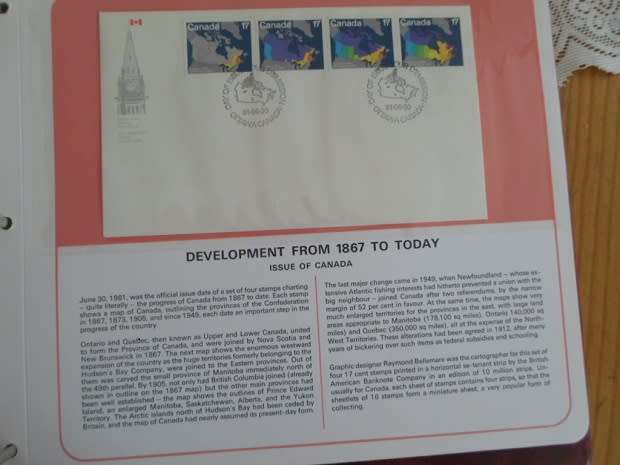 Canada 17
Canada 17
Canada 17
Canada 17
OTTAWA CANADA
OTTAWA CANADA
DEVELOPMENT FROM 1867 TO TODAY
ISSUE OF CANADA
June 30, 1981, was the official issue date of a set of four stamps charting
– quite literally – the progress of Canada from 1867 to date. Each stamp
shows a map of Canada, outlining the provinces of the Confederation
in 1867, 1873, 1905, and since 1949, each date an important step in the
progress of the country
Ontario and Quebec, then known as Upper and Lower Canada, united
to form the Province of Canada, and were joined by Nova Scotia and
New Brunswick in 1867. The next map shows the enormous westward
expansion of the country as the huge territories formerly belonging to the
Hudson's Bay Company, were joined to the Eastern provinces. Out of
them was carved the small province of Manitoba immediately north of
the 49th parallel. By 1905, not only had British Columbia joined (already
shown in outline on the 1867 map) but the other main provinces had
been well established – the map shows the outlines of Prince Edward
Island, an enlarged Manitoba, Saskatchewan, Alberta, and the Yukon
Territory. The Arctic islands north of Hudson's Bay had been ceded by
Britain, and the map of Canada had nearly assumed its present-day form.
The last major change came in 1949, when Newfoundland – whose ex-
tensive Atlantic fishing interests had hitherto prevented a union with the
big neighbour – joined Canada after two referendums, by the narrow
margin of 52 per cent in favour. At the same time, the maps show very
much enlarged territories for the provinces in the east, with large land
areas appropriate to Manitoba (178,100 sq miles), Ontario 140,000 sq
miles) and Quebec (350,000 sq miles), all at the expense of the North-
West Territories. These alterations had been agreed in 1912, after many
years of bickering over such items as federal subsidies and schooling.
Graphic designer Raymond Bellemare was the cartographer for this set of
four 17 cent stamps printed in a horizontal se-tenant strip by the British
American Banknote Company in an edition of 10 million strips. Un-
usually for Canada, each sheet of stamps contains four strips, so that the
sheetlets of 16 stamps form a miniature sheet, a very popular form of
collecting.